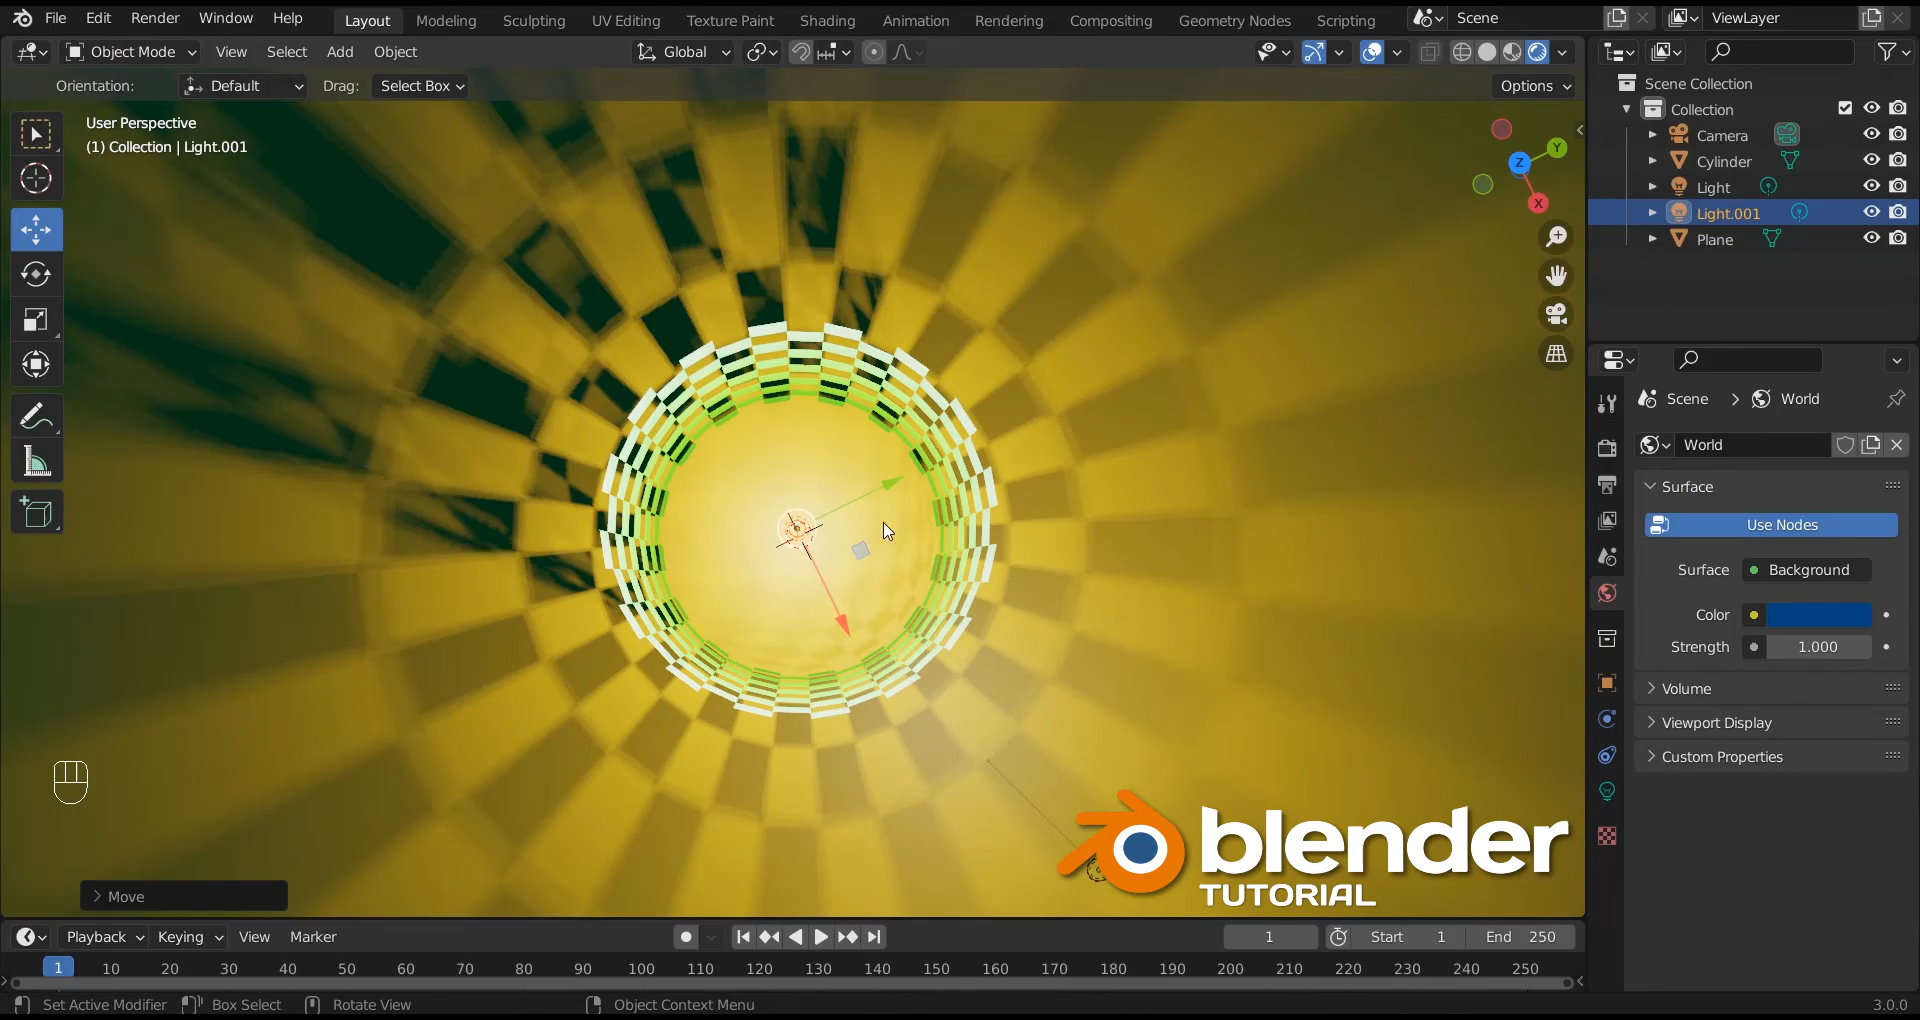 File Edit Render Window Help Layout Modeling Sculpting UV Editing Texture Paint Shading Animation Rendering Compositing Geometry Nodes Scripting Scene ViewLayer
Object Mode View Select Add Object Global
Orientation: Default Drag: Select Box Options
User Perspective
(1) Collection | Light.001
Z
Y
X
Scene Collection
Collection
Camera
Cylinder
Light
Light.001
Plane
Scene > World
World
Surface
Use Nodes
Surface Background
Color
Strength 1.000
Volume
Viewport Display
Custom Properties
blender
TUTORIAL
Move
Playback Keying View Marker 1 Start 1 End 250
1 10 20 30 40 50 60 70 80 90 100 110 120 130 140 150 160 170 180 190 200 210 220 230 240 250
Set Active Modifier Box Select Rotate View Object Context Menu 3.0.0